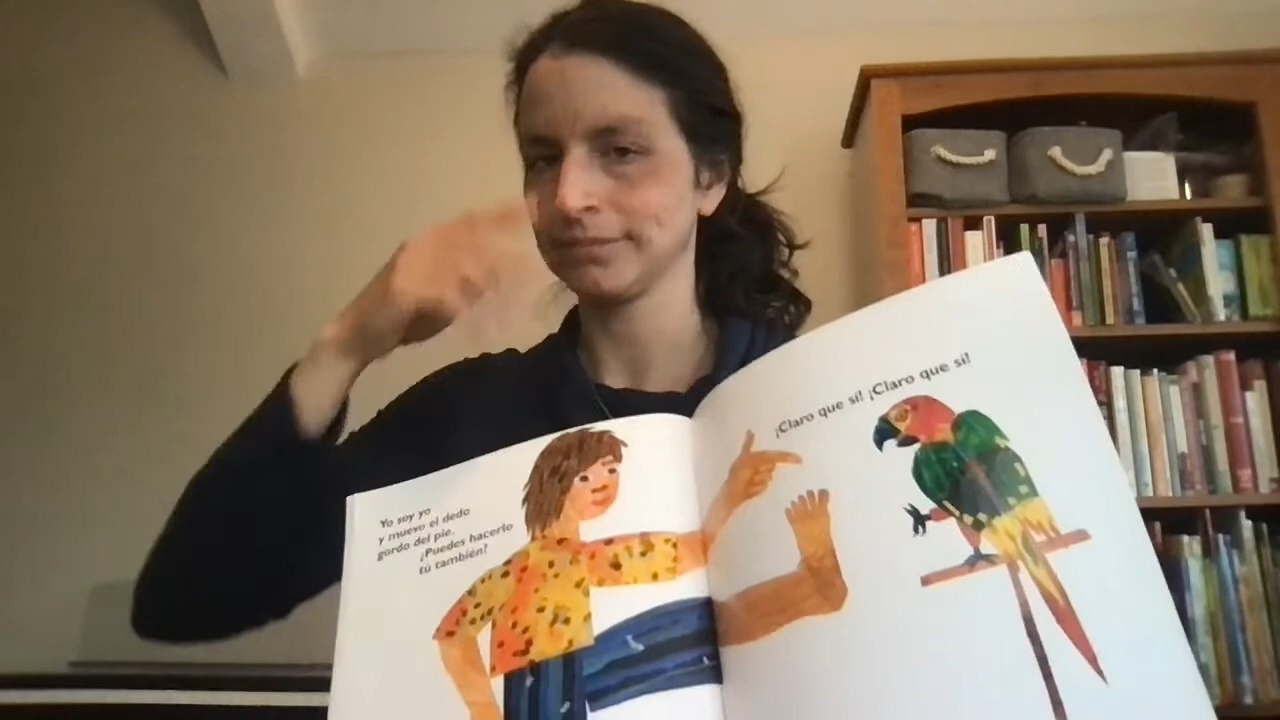 Yo soy yo
y muevo el dedo
gordo del pie.
¿Puedes hacerlo
tú también?
¡Claro que sí! ¡Claro que sí!